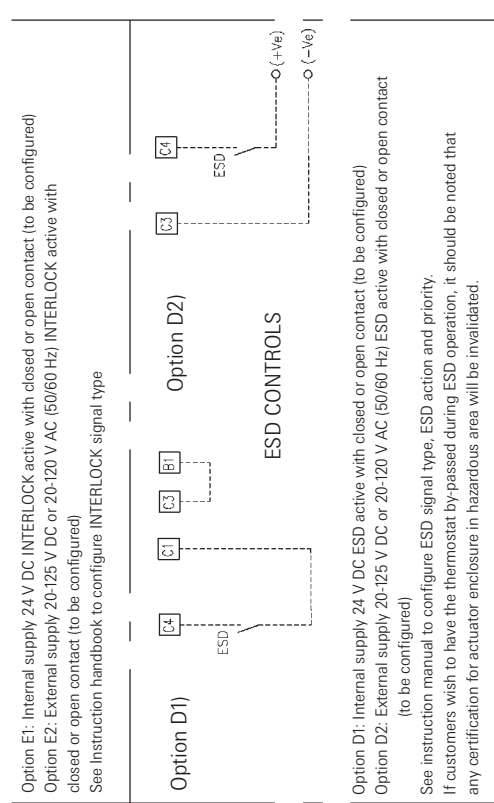 Option E1: Internal supply 24 V DC INTERLOCK active with closed or open contact (to be configured)
Option E2: External supply 20-125 V DC or 20-120 V AC (50/60 Hz) INTERLOCK active with
closed or open contact (to be configured)
See Instruction handbook to configure INTERLOCK signal type
Option D1)
C4
ESD
C1
C3
B1
Option D2)
C3
C4
ESD
(+Ve)
(-Ve)
ESD CONTROLS
Option D1: Internal supply 24 V DC ESD active with closed or open contact (to be configured)
Option D2: External supply 20-125 V DC or 20-120 V AC (50/60 Hz) ESD active with closed or open contact
(to be configured)
See instruction manual to configure ESD signal type, ESD action and priority.
If customers wish to have the thermostat by-passed during ESD operation, it should be noted that
any certification for actuator enclosure in hazardous area will be invalidated.